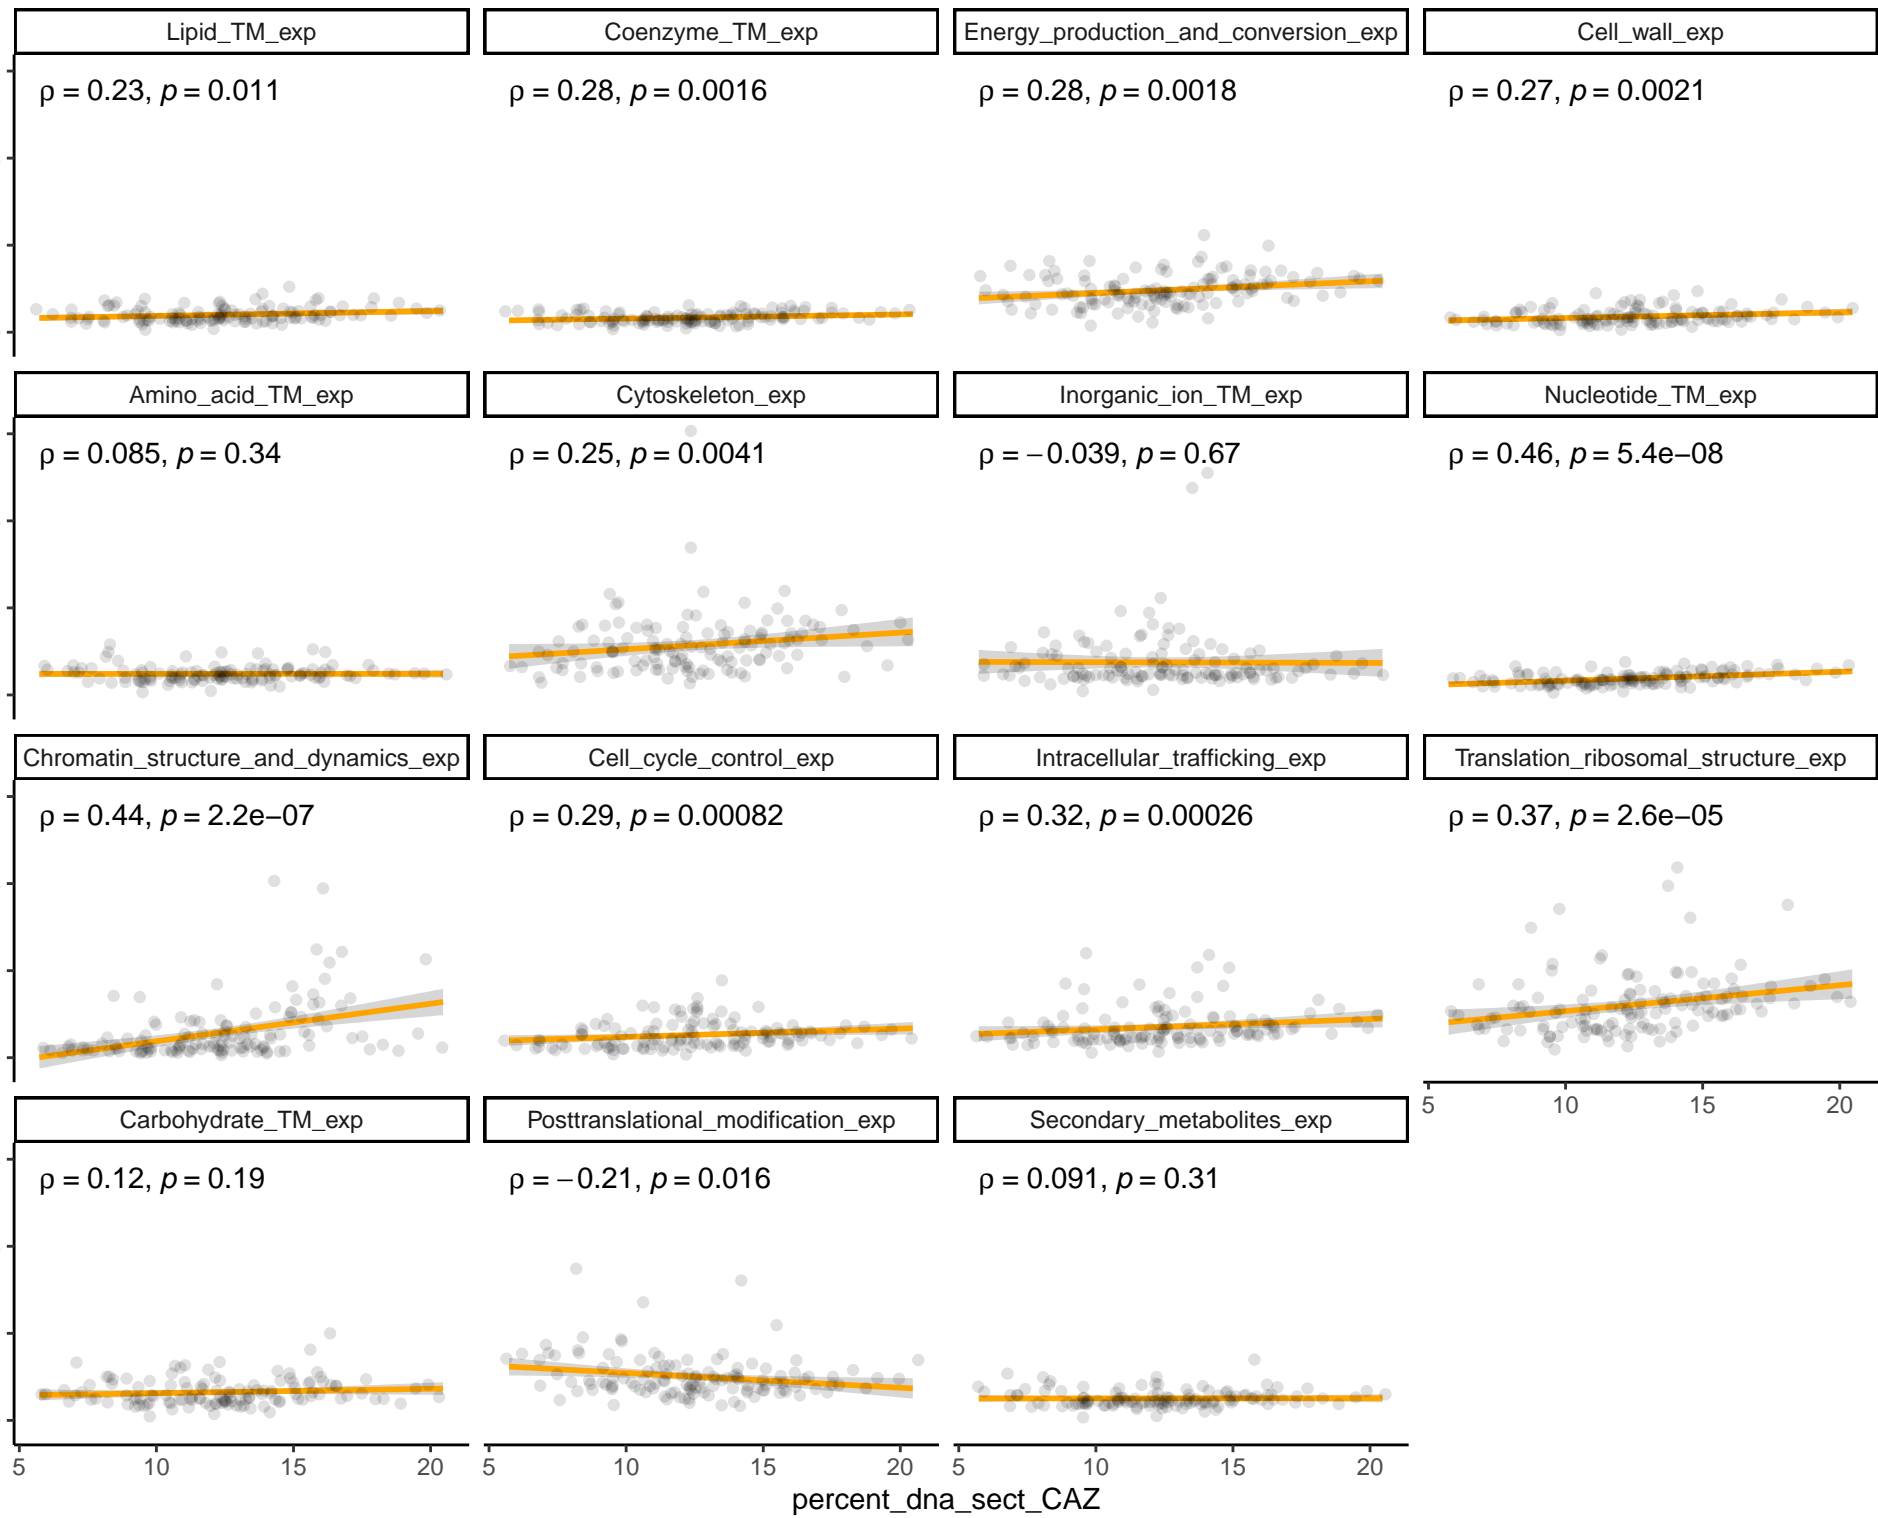 Lipid_TM_exp Coenzyme_TM_exp Energy_production_and_conversion_exp Cell_wall_exp
ρ = 0.23, p = 0.011 ρ = 0.28, p = 0.0016 ρ = 0.28, p = 0.0018 ρ = 0.27, p = 0.0021
Amino_acid_TM_exp Cytoskeleton_exp Inorganic_ion_TM_exp Nucleotide_TM_exp
ρ = 0.085, p = 0.34 ρ = 0.25, p = 0.0041 ρ = −0.039, p = 0.67 ρ = 0.46, p = 5.4e−08
Chromatin_structure_and_dynamics_exp Cell_cycle_control_exp Intracellular_trafficking_exp Translation_ribosomal_structure_exp
ρ = 0.44, p = 2.2e−07 ρ = 0.29, p = 0.00082 ρ = 0.32, p = 0.00026 ρ = 0.37, p = 2.6e−05
5 10 15 20
Carbohydrate_TM_exp Posttranslational_modification_exp Secondary_metabolites_exp
ρ = 0.12, p = 0.19 ρ = −0.21, p = 0.016 ρ = 0.091, p = 0.31
5 10 15 20 5 10 15 20 5 10 15 20
percent_dna_sect_CAZ